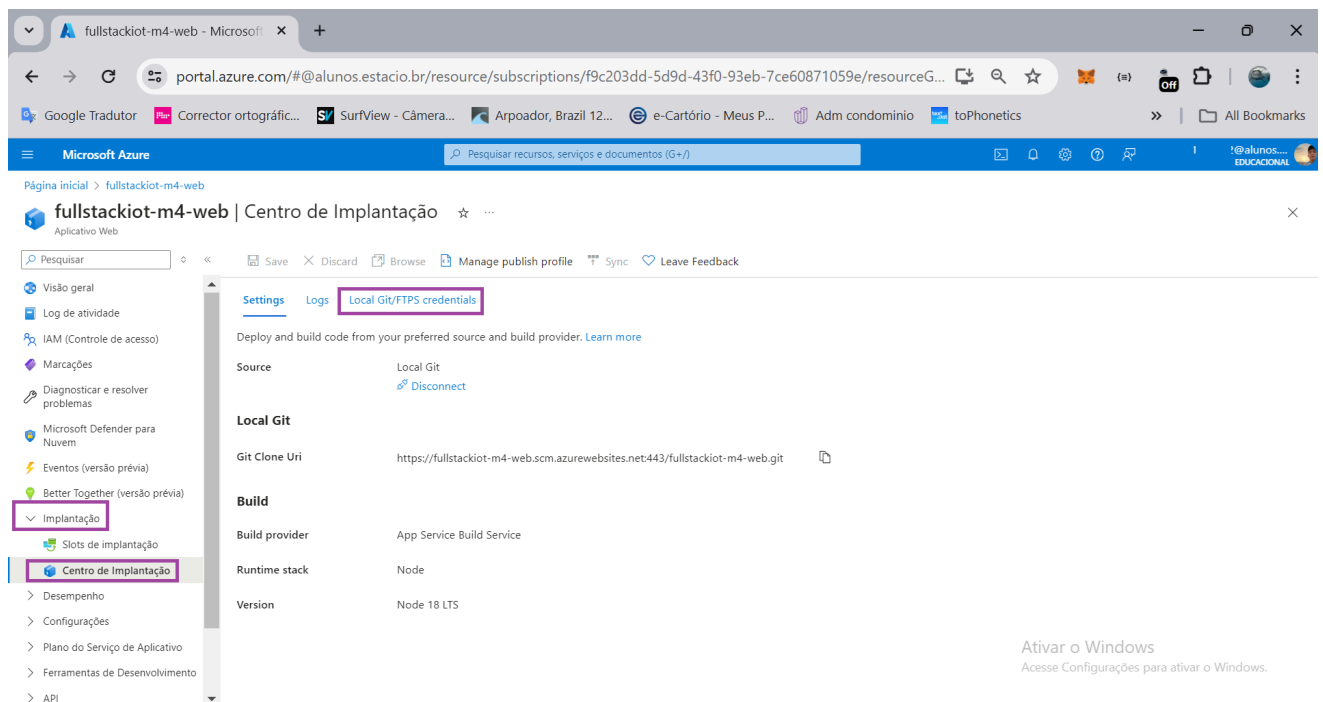 fullstackiot-m4-web - Microsoft
portal.azure.com/#@alunos.estacio.br/resource/subscriptions/f9c203dd-5d9d-43f0-93eb-7ce60871059e/resourceG...
Off
Google Tradutor Corrector ortográfic... SurfView - Câmera... Arpoador, Brazil 12... e-Cartório - Meus P... Adm condominio toPhonetics » All Bookmarks
Microsoft Azure
Pesquisar recursos, serviços e documentos (G+/)
1 @alunos....
EDUCACIONAL
Página inicial > fullstackiot-m4-web
fullstackiot-m4-web | Centro de Implantação
Aplicativo Web
Pesquisar
Save Discard Browse Manage publish profile Sync Leave Feedback
Visão geral
Log de atividade
IAM (Controle de acesso)
Marcações
Diagnosticar e resolver
problemas
Microsoft Defender para
Nuvem
Eventos (versão prévia)
Better Together (versão prévia)
Implantação
Slots de implantação
Centro de Implantação
Desempenho
Configurações
Plano do Serviço de Aplicativo
Ferramentas de Desenvolvimento
API
Settings Logs Local Git/FTPS credentials
Deploy and build code from your preferred source and build provider. Learn more
Source Local Git
Disconnect
Local Git
Git Clone Uri https://fullstackiot-m4-web.scm.azurewebsites.net:443/fullstackiot-m4-web.git
Build
Build provider App Service Build Service
Runtime stack Node
Version Node 18 LTS
Ativar o Windows
Acesse Configurações para ativar o Windows.